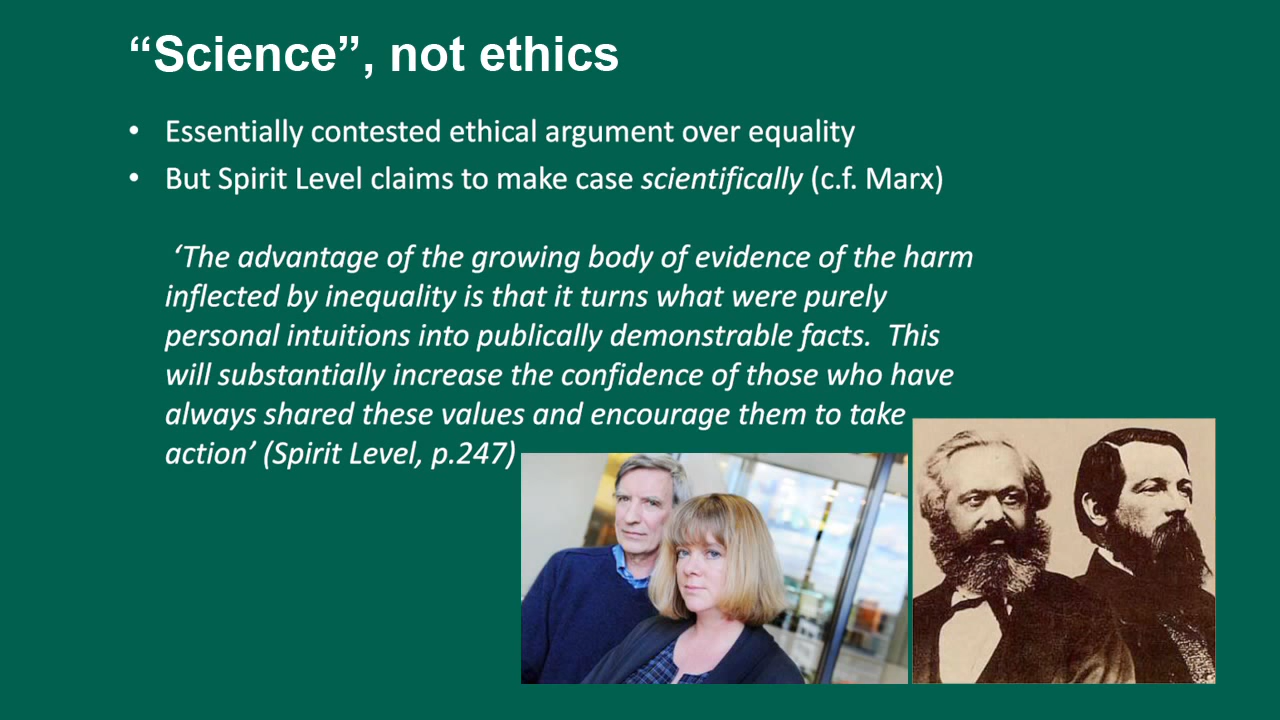 “Science”, not ethics
• Essentially contested ethical argument over equality
• But Spirit Level claims to make case scientifically (c.f. Marx)
‘The advantage of the growing body of evidence of the harm
inflected by inequality is that it turns what were purely
personal intuitions into publically demonstrable facts.  This
will substantially increase the confidence of those who have
always shared these values and encourage them to take
action’ (Spirit Level, p.247)